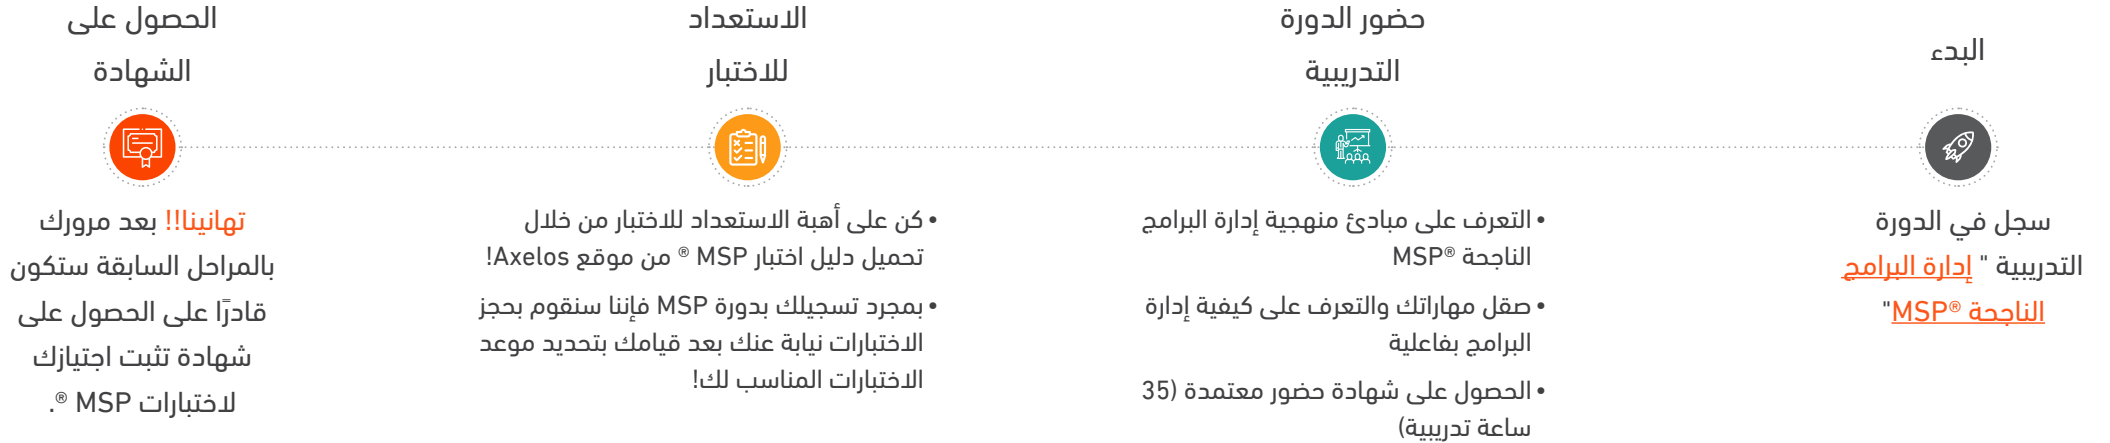 البدء
سجل في الدورة
التدريبية " إدارة البرامج
الناجحة ®MSP"
حضور الدورة
التدريبية
• التعرف على مبادئ منهجية إدارة البرامج
الناجحة ®MSP
• صقل مهاراتك والتعرف على كيفية إدارة
البرامج بفاعلية
• الحصول على شهادة حضور معتمدة (35
ساعة تدريبية)
الاستعداد
للاختبار
• كن على أهبة الاستعداد للاختبار من خلال
تحميل دليل اختبار MSP ® من موقع Axelos!
• بمجرد تسجيلك بدورة MSP فإننا سنقوم بحجز
الاختبارات نيابة عنك بعد قيامك بتحديد موعد
الاختبارات المناسب لك!
الحصول على
الشهادة
تهانينا!! بعد مرورك
بالمراحل السابقة ستكون
قادرًا على الحصول على
شهادة تثبت اجتيازك
لاختبارات MSP ®.